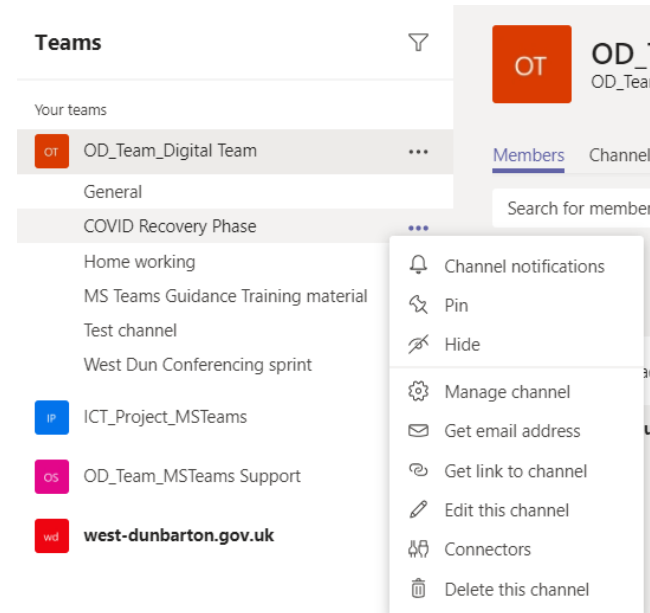 Teams
Your teams
OT OD_Team_Digital Team
General
COVID Recovery Phase
Home working
MS Teams Guidance Training material
Test channel
West Dun Conferencing sprint
IP ICT_Project_MSTeams
OS OD_Team_MSTeams Support
wd west-dunbarton.gov.uk
OT
OD_
OD_Tea
Members Channel
Search for member
Channel notifications
Pin
Hide
Manage channel
Get email address
Get link to channel
Edit this channel
Connectors
Delete this channel